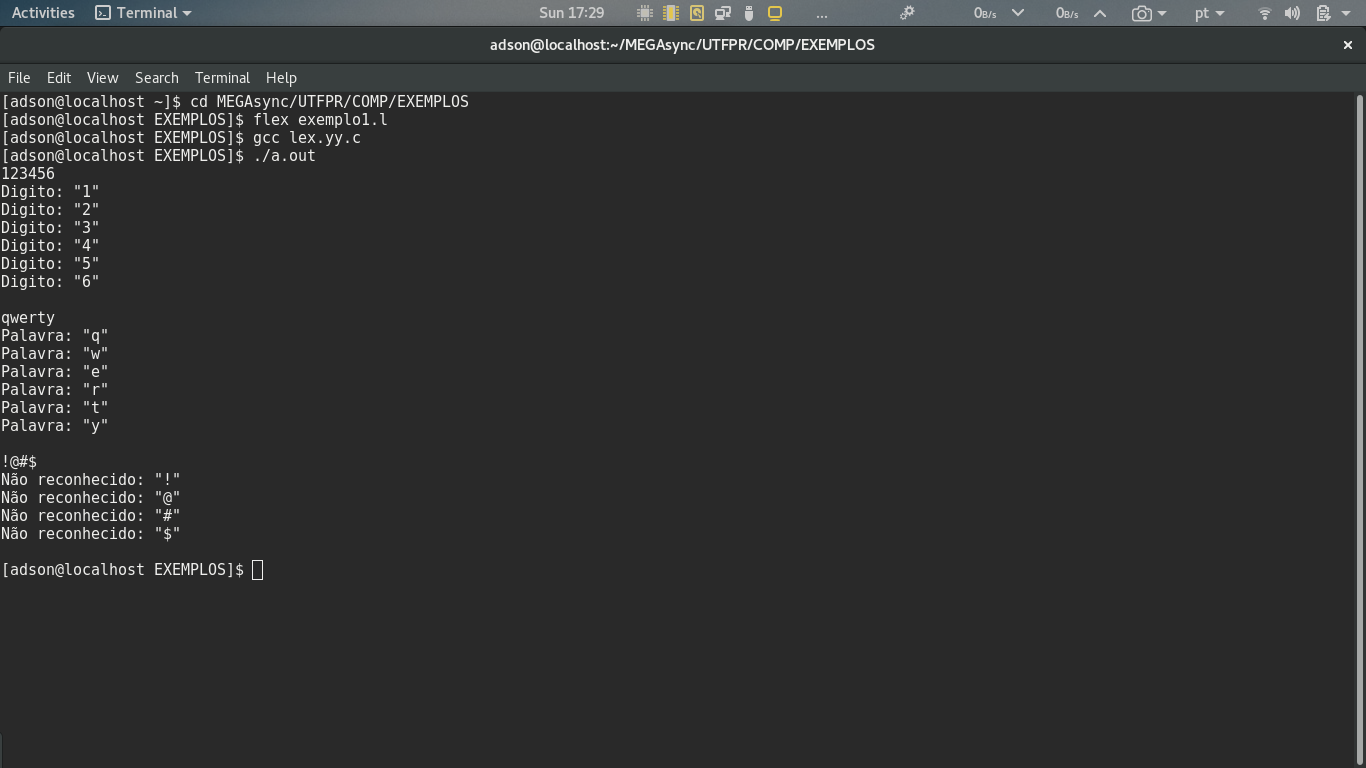 Activities Terminal Sun 17:29 ... 0B/s 0B/s pt
adson@localhost:~/MEGAsync/UTFPR/COMP/EXEMPLOS ×
File Edit View Search Terminal Help
[adson@localhost ~]$ cd MEGAsync/UTFPR/COMP/EXEMPLOS
[adson@localhost EXEMPLOS]$ flex exemplo1.l
[adson@localhost EXEMPLOS]$ gcc lex.yy.c
[adson@localhost EXEMPLOS]$ ./a.out
123456
Digito: "1"
Digito: "2"
Digito: "3"
Digito: "4"
Digito: "5"
Digito: "6"
qwerty
Palavra: "q"
Palavra: "w"
Palavra: "e"
Palavra: "r"
Palavra: "t"
Palavra: "y"
!@#$
Não reconhecido: "!"
Não reconhecido: "@"
Não reconhecido: "#"
Não reconhecido: "$"
[adson@localhost EXEMPLOS]$